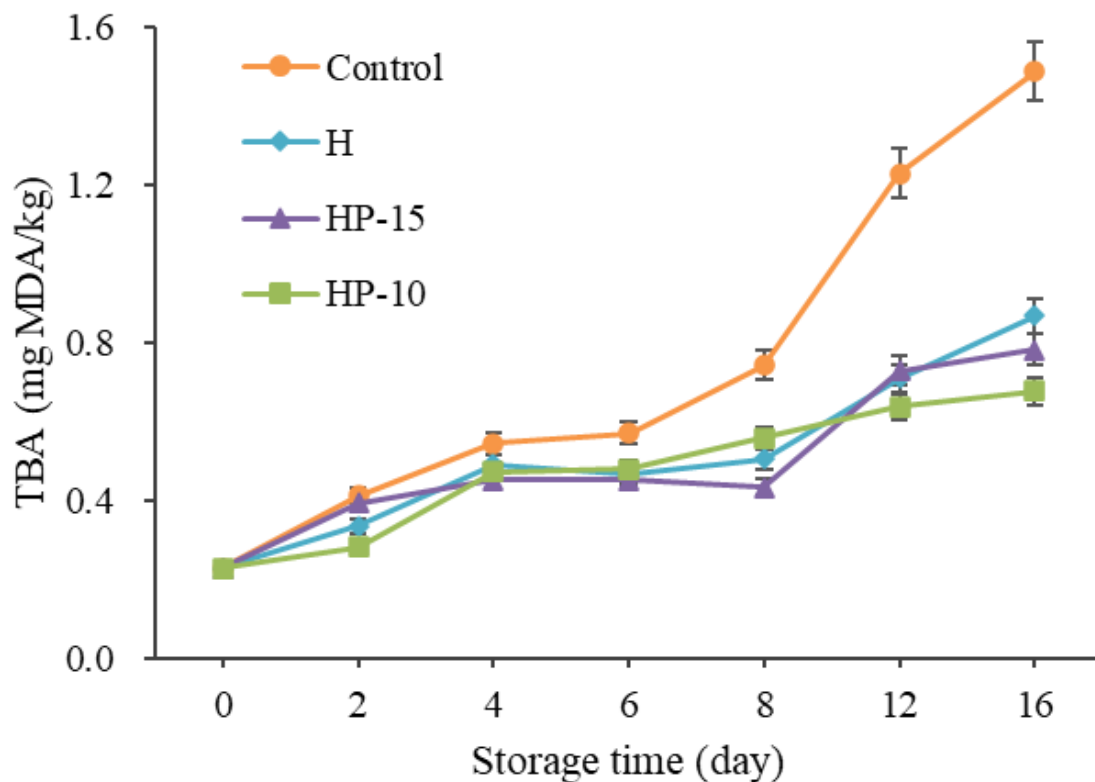 1.6
1.2
0.8
0.4
0.0
TBA (mg MDA/kg)
Control
H
HP-15
HP-10
0 2 4 6 8 12 16
Storage time (day)